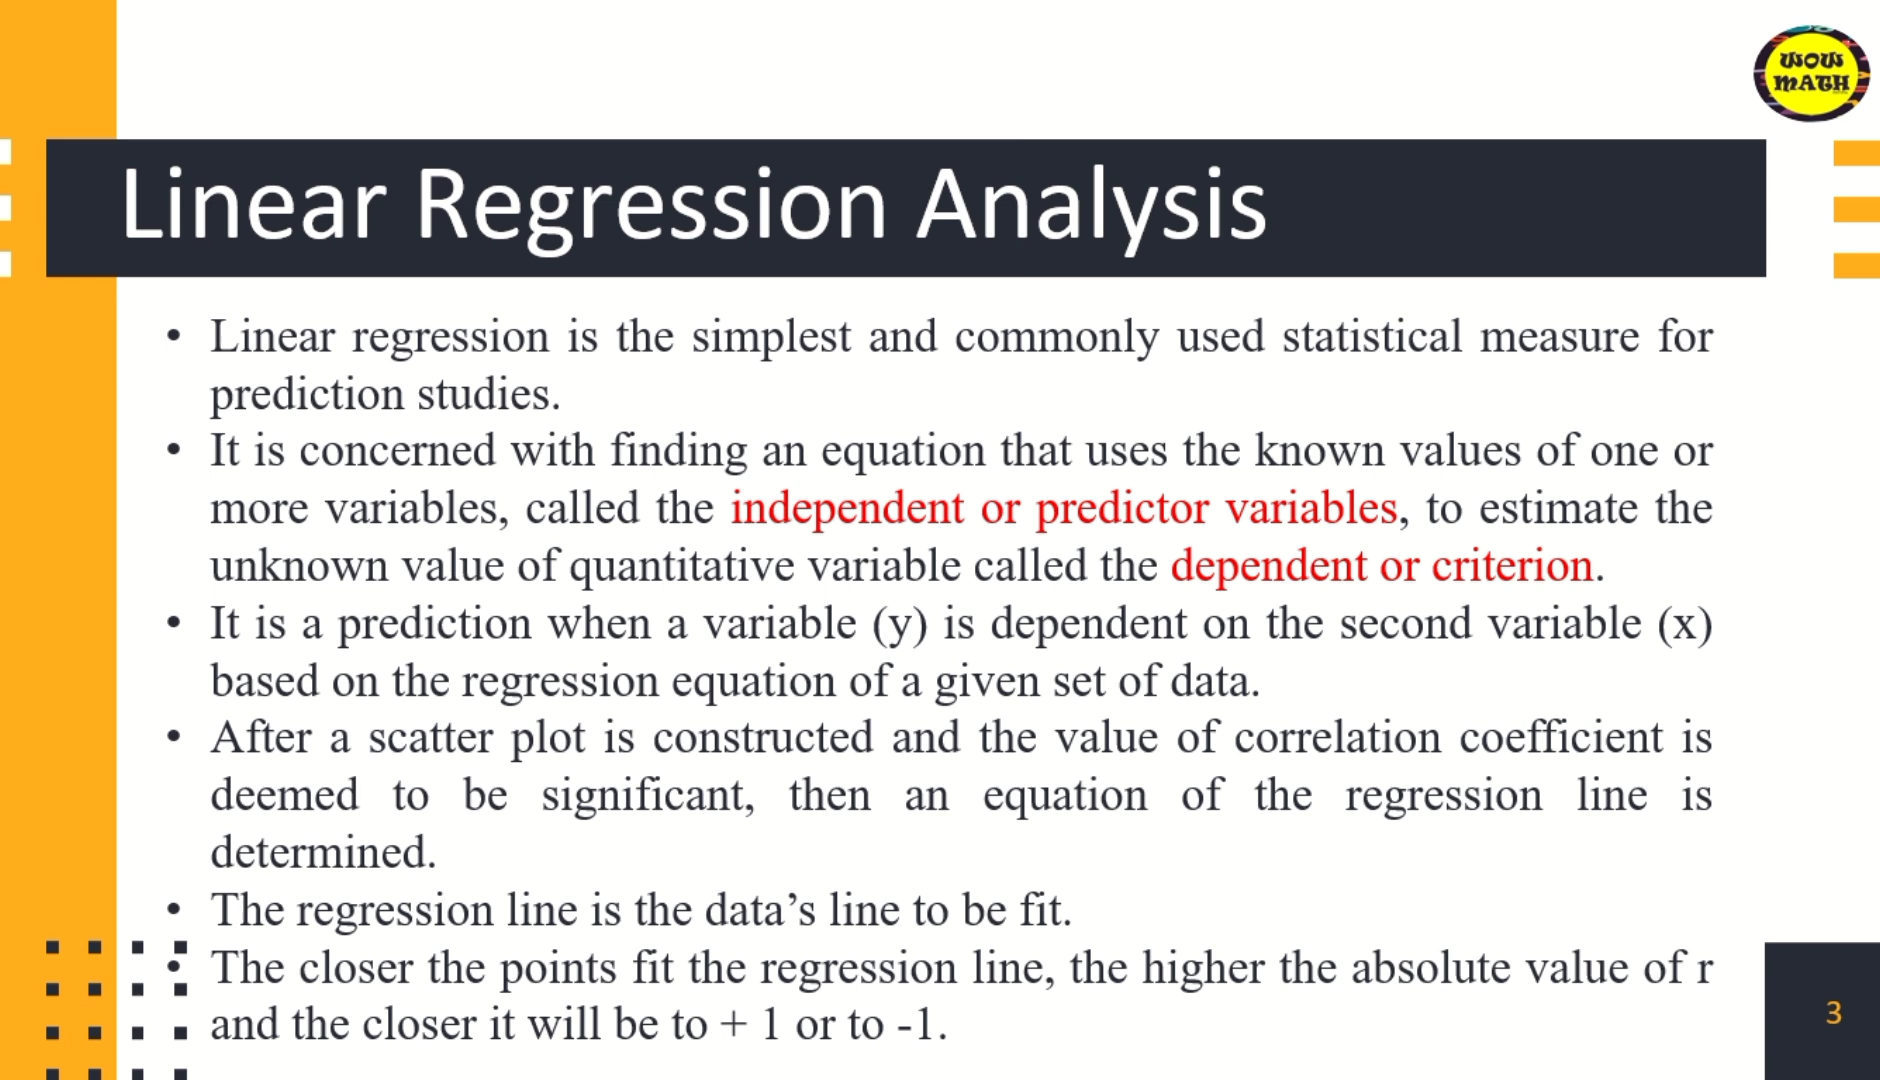 WOW
MATH
Linear Regression Analysis
• Linear regression is the simplest and commonly used statistical measure for
prediction studies.
• It is concerned with finding an equation that uses the known values of one or
more variables, called the independent or predictor variables, to estimate the
unknown value of quantitative variable called the dependent or criterion.
• It is a prediction when a variable (y) is dependent on the second variable (x)
based on the regression equation of a given set of data.
• After a scatter plot is constructed and the value of correlation coefficient is
deemed to be significant, then an equation of the regression line is
determined.
• The regression line is the data’s line to be fit.
• The closer the points fit the regression line, the higher the absolute value of r
and the closer it will be to + 1 or to -1.
3